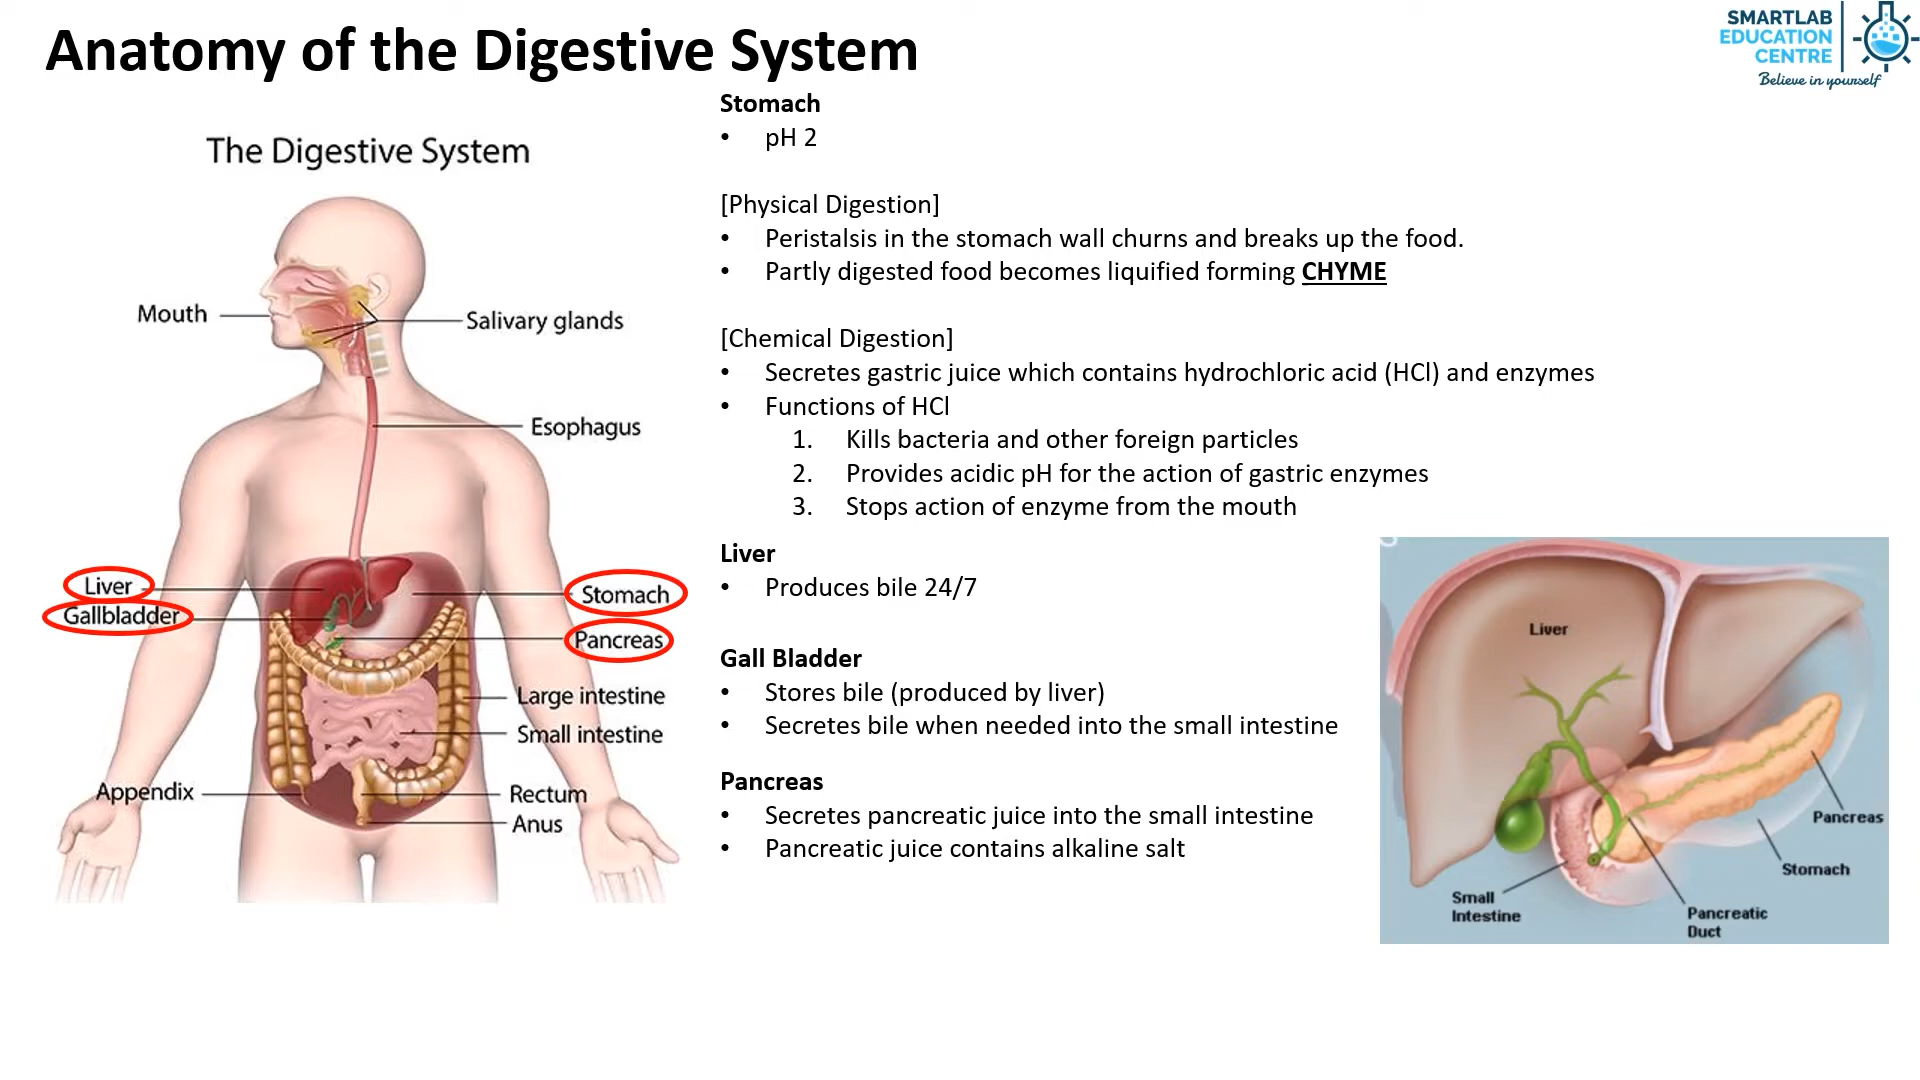 Anatomy of the Digestive System
SMARTLAB
EDUCATION
CENTRE
Believe in yourself
The Digestive System
Mouth
Salivary glands
Esophagus
Liver
Gallbladder
Stomach
Pancreas
Large intestine
Small intestine
Appendix
Rectum
Anus
Stomach
• pH 2
[Physical Digestion]
• Peristalsis in the stomach wall churns and breaks up the food.
• Partly digested food becomes liquified forming CHYME
[Chemical Digestion]
• Secretes gastric juice which contains hydrochloric acid (HCl) and enzymes
• Functions of HCl
1. Kills bacteria and other foreign particles
2. Provides acidic pH for the action of gastric enzymes
3. Stops action of enzyme from the mouth
Liver
• Produces bile 24/7
Gall Bladder
• Stores bile (produced by liver)
• Secretes bile when needed into the small intestine
Pancreas
• Secretes pancreatic juice into the small intestine
• Pancreatic juice contains alkaline salt
Liver
Pancreas
Stomach
Small
Intestine
Pancreatic
Duct